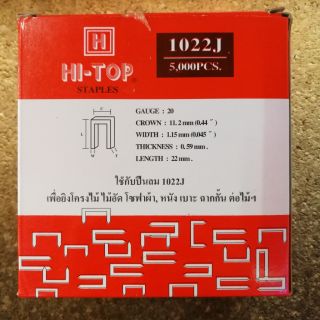 H
HI-TOP
STAPLES
1022J
5,000PCS.
GAUGE : 20
CROWN : 11. 2 mm (0.44 ˝ )
WIDTH : 1.15 mm (0.045 ˝ )
THICKNESS : 0. 59 mm .
LENGTH : 22 mm .
ใช้กับปืนลม 1022J
เพื่อยิงโครงไม้ ไม้อัด โซฟาผ้า, หนัง เบาะ ฉากกั้น ต่อไม้ฯ